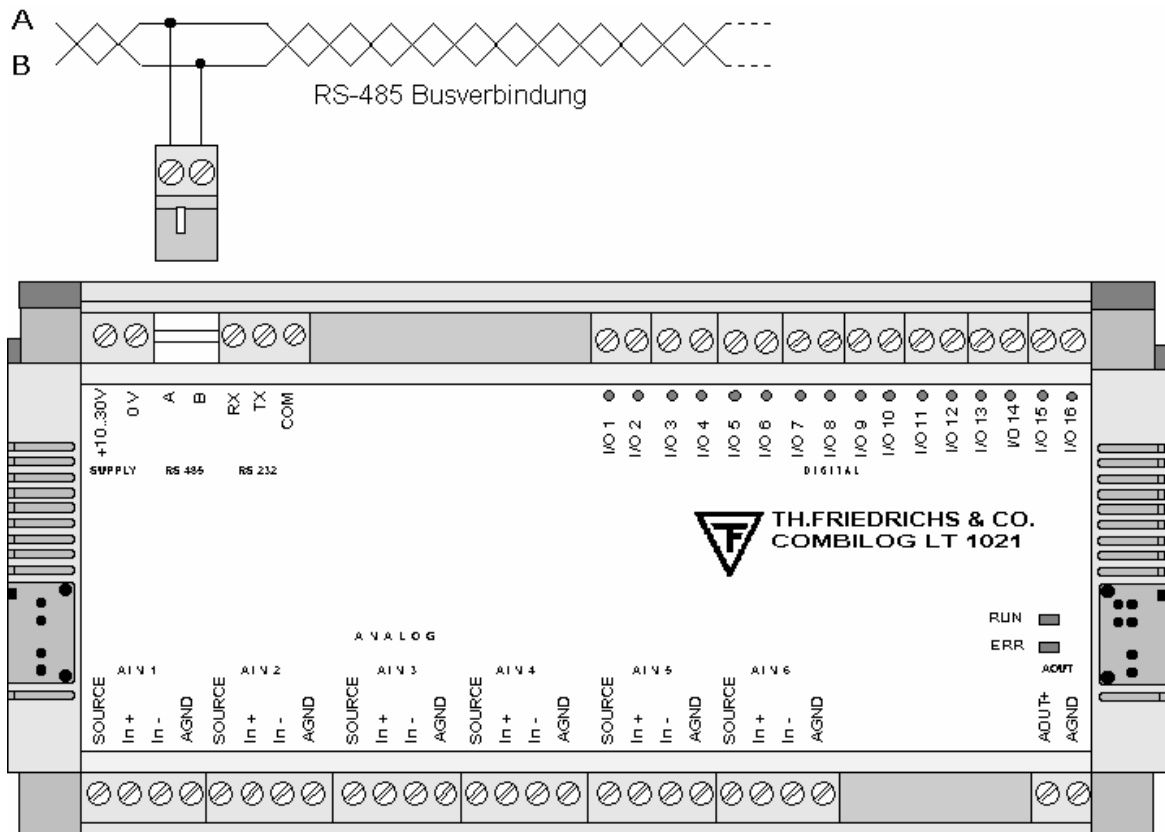 A
B
RS-485 Busverbindung
+10..30V
0V
A
B
RX
TX
COM
SUPPLY
RS 485
RS 232
I/O 1
I/O 2
I/O 3
I/O 4
I/O 5
I/O 6
I/O 7
I/O 8
I/O 9
I/O 10
I/O 11
I/O 12
I/O 13
I/O 14
I/O 15
I/O 16
DIGITAL
TF
TH.FRIEDRICHS & CO.
COMBILOG LT 1021
RUN
ERR
ANALOG
AIN 1
AIN 2
AIN 3
AIN 4
AIN 5
AIN 6
AOUT
SOURCE
In +
In -
AGND
SOURCE
In +
In -
AGND
SOURCE
In +
In -
AGND
SOURCE
In +
In -
AGND
SOURCE
In +
In -
AGND
SOURCE
In +
In -
AGND
AOUT+
AGND